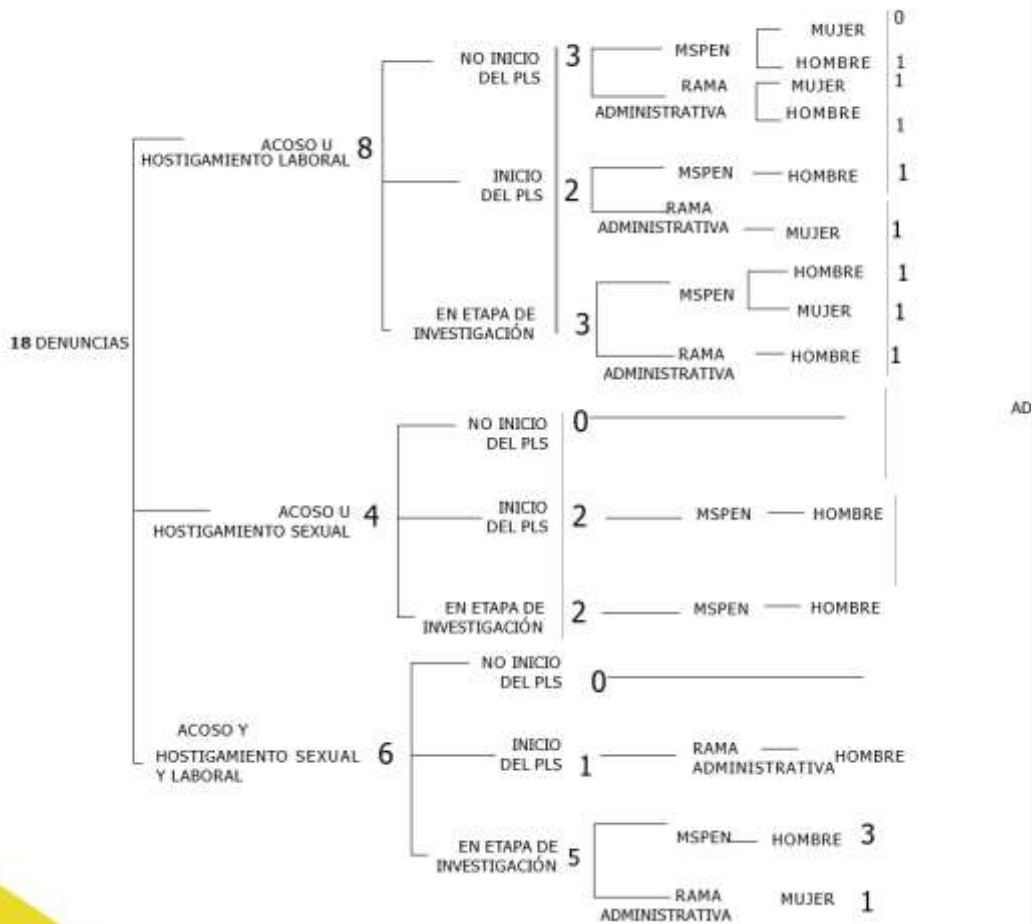 18 DENUNCIAS
ACOSO U
HOSTIGAMIENTO LABORAL 8
NO INICIO
DEL PLS
3
MSPEN
MUJER 0
HOMBRE 1
RAMA
ADMINISTRATIVA
MUJER 1
HOMBRE 1
INICIO
DEL PLS
2
MSPEN
HOMBRE 1
RAMA
ADMINISTRATIVA
MUJER 1
EN ETAPA DE
INVESTIGACIÓN
3
MSPEN
HOMBRE 1
MUJER 1
RAMA
ADMINISTRATIVA
HOMBRE 1
AD
ACOSO U
HOSTIGAMIENTO SEXUAL 4
NO INICIO
DEL PLS
0
INICIO
DEL PLS
2
MSPEN
HOMBRE
EN ETAPA DE
INVESTIGACIÓN
2
MSPEN
HOMBRE
ACOSO Y
HOSTIGAMIENTO SEXUAL
Y LABORAL
6
NO INICIO
DEL PLS
0
INICIO
DEL PLS
1
RAMA
ADMINISTRATIVA
HOMBRE
EN ETAPA DE
INVESTIGACIÓN
5
MSPEN
HOMBRE 3
RAMA
ADMINISTRATIVA
MUJER 1